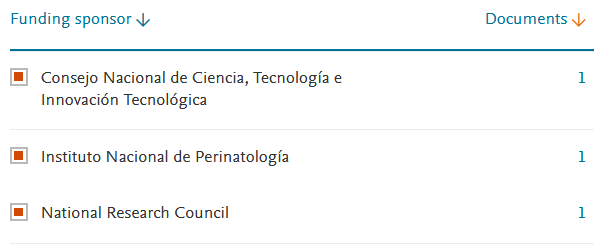 Funding sponsor ↓ Documents ↓
Consejo Nacional de Ciencia, Tecnología e 1
Innovación Tecnológica
Instituto Nacional de Perinatología 1
National Research Council 1